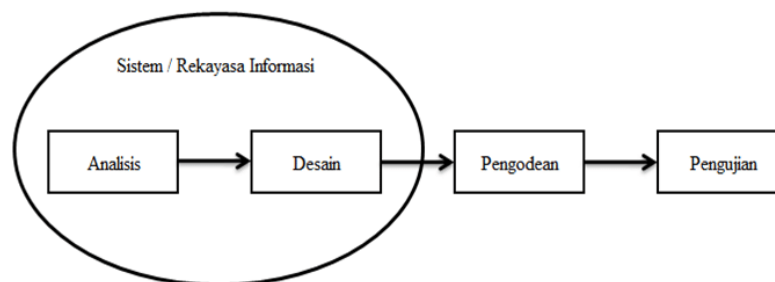 Sistem / Rekayasa Informasi
Analisis
Desain
Pengodean
Pengujian